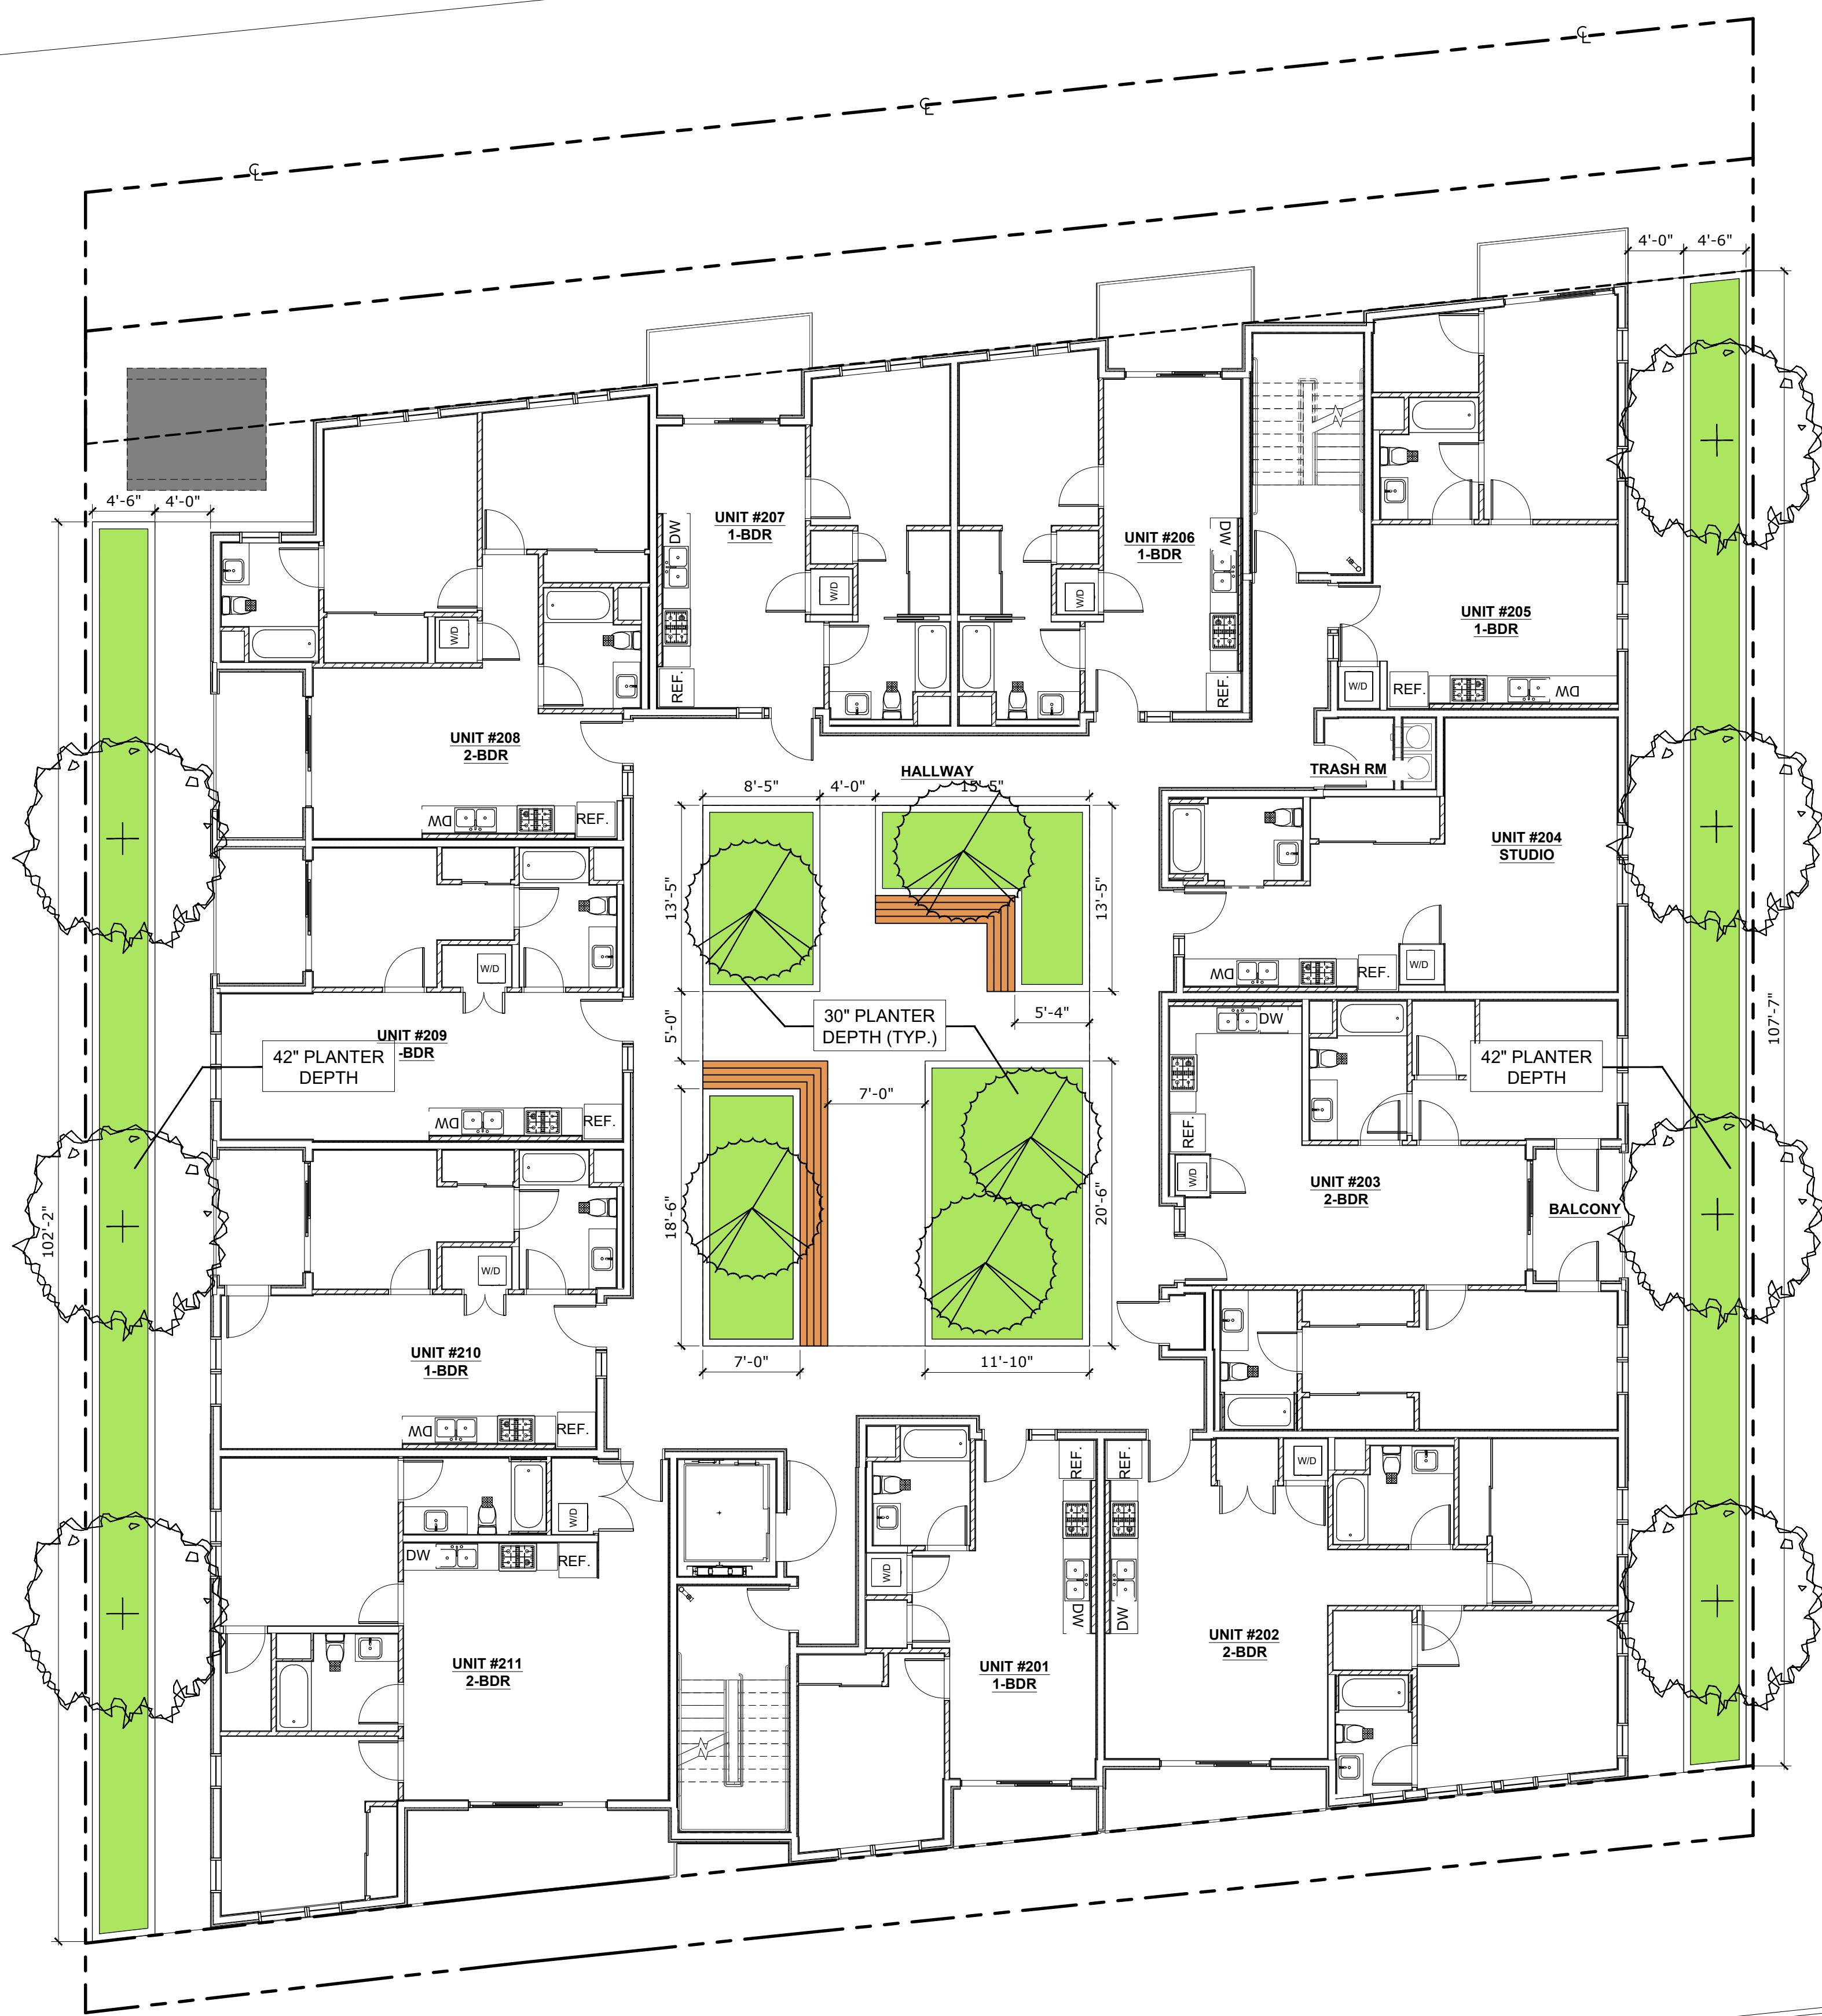 ℄
℄
℄
4'-0"
4'-6"
4'-6"
4'-0"
UNIT #207
1-BDR
DW
W/D
REF.
UNIT #206
1-BDR
DW
W/D
REF.
UNIT #205
1-BDR
W/D
REF.
DW
W/D
UNIT #208
2-BDR
DW
REF.
HALLWAY
TRASH RM
8'-5"
4'-0"
15'-5"
13'-5"
13'-5"
UNIT #204
STUDIO
DW
REF.
W/D
W/D
UNIT #209
-BDR
DW
REF.
42" PLANTER
DEPTH
30" PLANTER
DEPTH (TYP.)
5'-0"
5'-4"
7'-0"
DW
REF.
W/D
42" PLANTER
DEPTH
107'-7"
UNIT #203
2-BDR
BALCONY
102'-2"
18'-6"
20'-6"
7'-0"
11'-10"
W/D
UNIT #210
1-BDR
DW
REF.
W/D
DW
REF.
UNIT #211
2-BDR
REF.
W/D
DW
UNIT #201
1-BDR
REF.
W/D
DW
UNIT #202
2-BDR